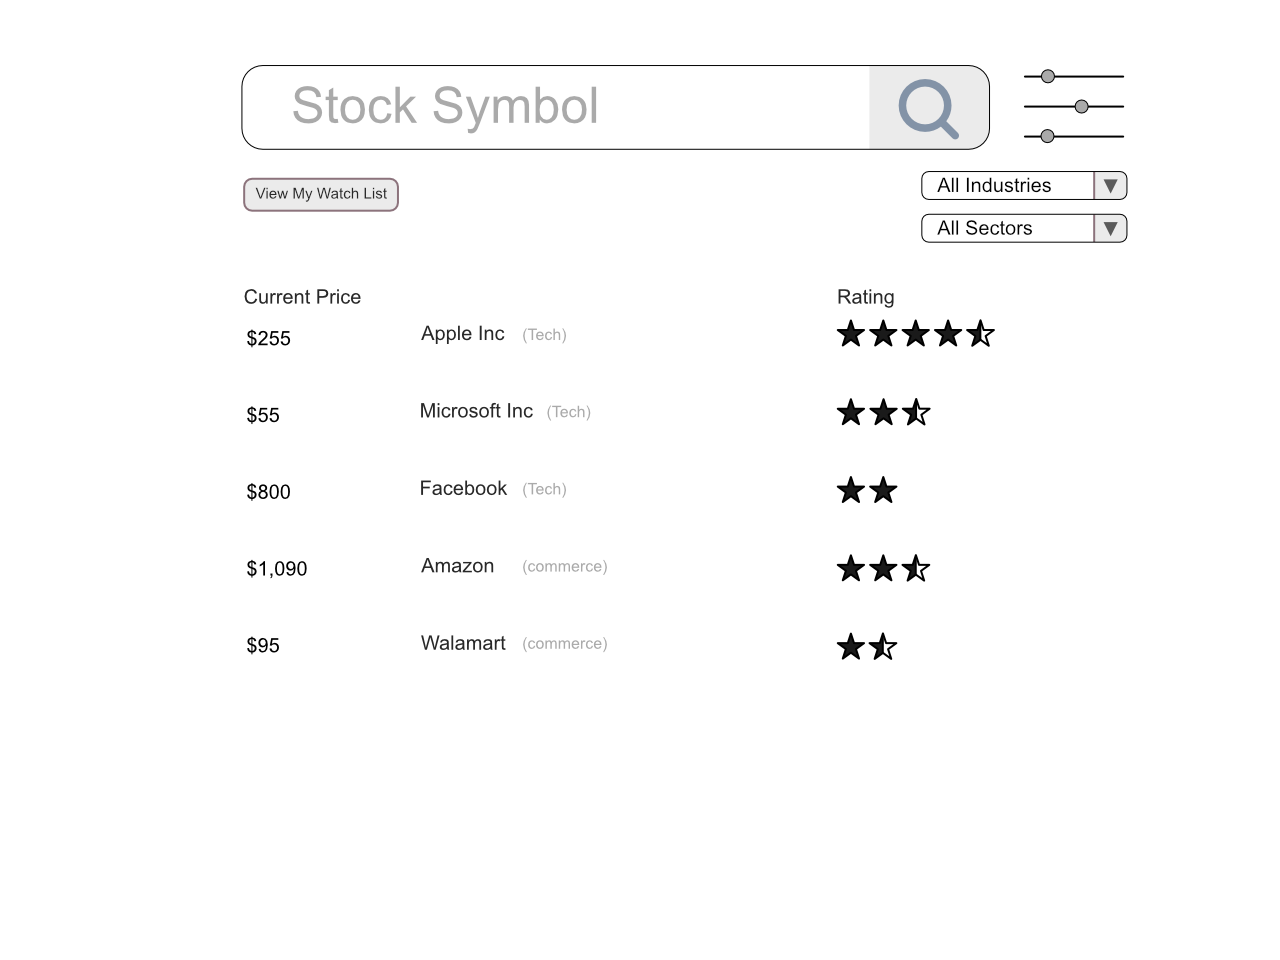 Stock Symbol
View My Watch List
All Industries
All Sectors
Current Price Rating
$255 Apple Inc (Tech)
$55 Microsoft Inc (Tech)
$800 Facebook (Tech)
$1,090 Amazon (commerce)
$95 Walamart (commerce)